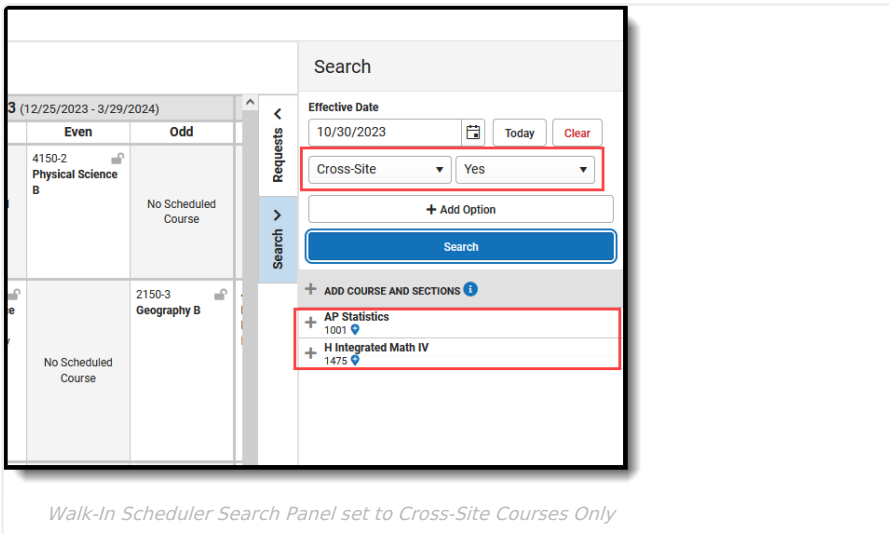 Search
3 (12/25/2023 - 3/29/2024)
Even
Odd
4150-2
Physical Science
B
No Scheduled
Course
2150-3
Geography B
No Scheduled
Course
Requests
Search
Effective Date
10/30/2023
Today
Clear
Cross-Site
Yes
+ Add Option
Search
+ ADD COURSE AND SECTIONS
+ AP Statistics
1001
+ H Integrated Math IV
1475
Walk-In Scheduler Search Panel set to Cross-Site Courses Only